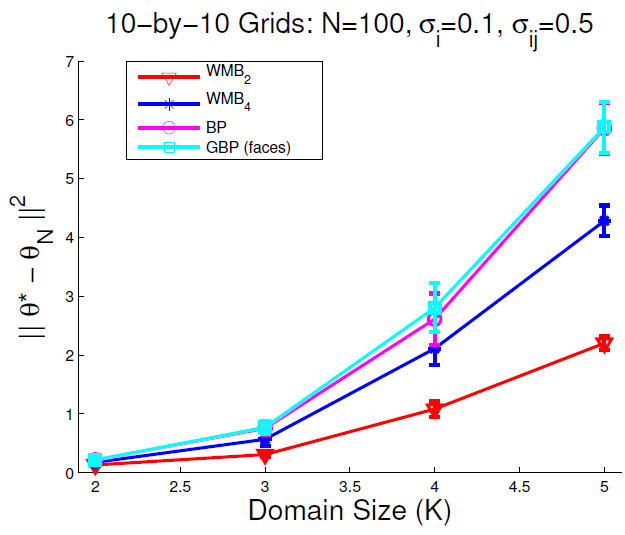 10−by−10 Grids: N=100, σi=0.1, σij=0.5
WMB2
WMB4
BP
GBP (faces)
|| θ* − θN ||2
7
6
5
4
3
2
1
0
2 2.5 3 3.5 4 4.5 5
Domain Size (K)